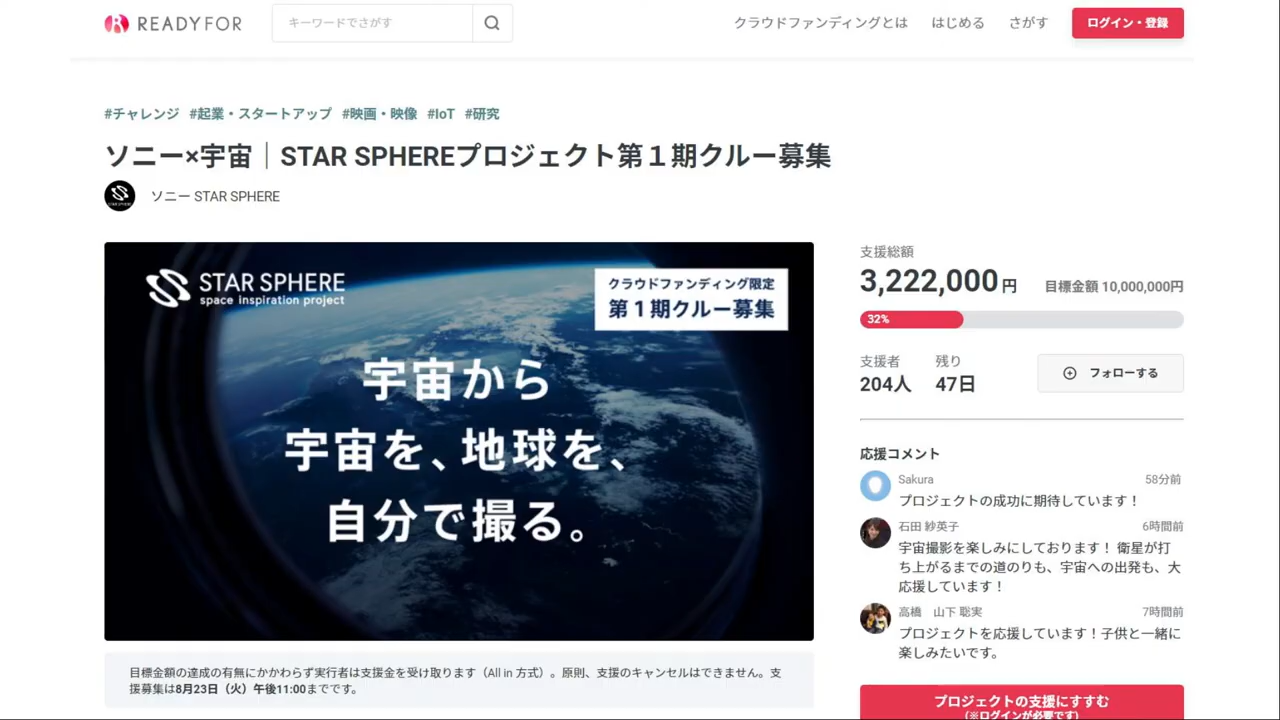 READYFOR
キーワードでさがす
クラウドファンディングとは はじめる さがす
ログイン・登録
#チャレンジ #起業・スタートアップ #映画・映像 #IoT #研究
ソニー×宇宙｜STAR SPHEREプロジェクト第１期クルー募集
ソニー STAR SPHERE
STAR SPHERE
space inspiration project
クラウドファンディング限定
第１期クルー募集
宇宙から
宇宙を、地球を、
自分で撮る。
目標金額の達成の有無にかかわらず実行者は支援金を受け取ります（All in 方式）。原則、支援のキャンセルはできません。支
援募集は8月23日（火）午後11:00までです。
支援総額
3,222,000円 目標金額 10,000,000円
32%
支援者 残り
204人 47日
フォローする
応援コメント
Sakura 58分前
プロジェクトの成功に期待しています！
石田 紗英子 6時間前
宇宙撮影を楽しみにしております！ 衛星が打
ち上がるまでの道のりも、宇宙への出発も、大
応援しています！
高橋　山下 聡実 7時間前
プロジェクトを応援しています！子供と一緒に
楽しみたいです。
プロジェクトの支援にすすむ
（※ログインが必要です）